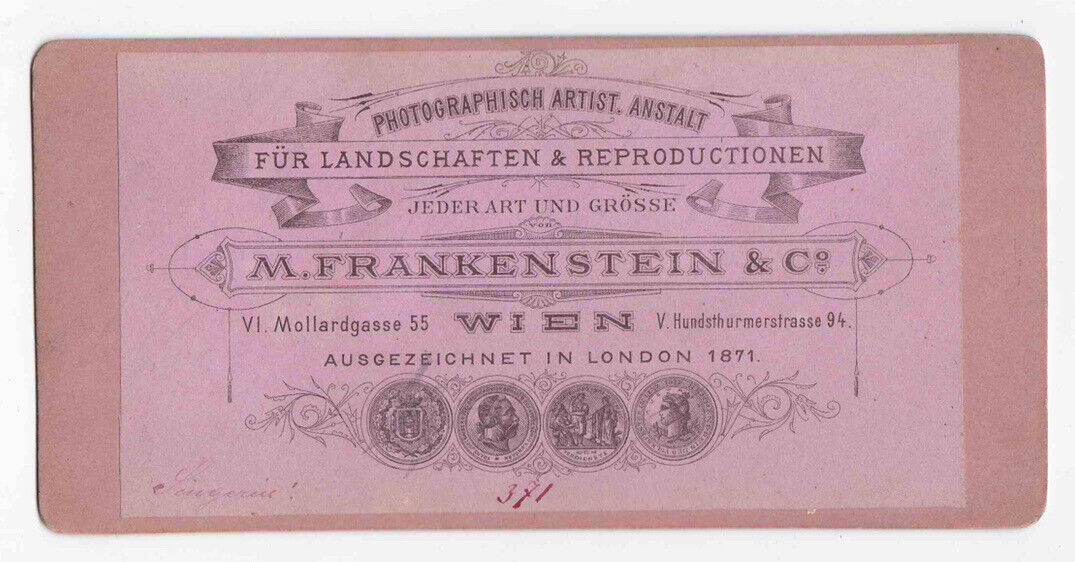 PHOTOGRAPHISCH ARTIST. ANSTALT
FÜR LANDSCHAFTEN & REPRODUCTIONEN
JEDER ART UND GRÖSSE
VON
M. FRANKENSTEIN & Co.
VI. Mollardgasse 55 WIEN V. Hundsthurmerstrasse 94.
AUSGEZEICHNET IN LONDON 1871.
371